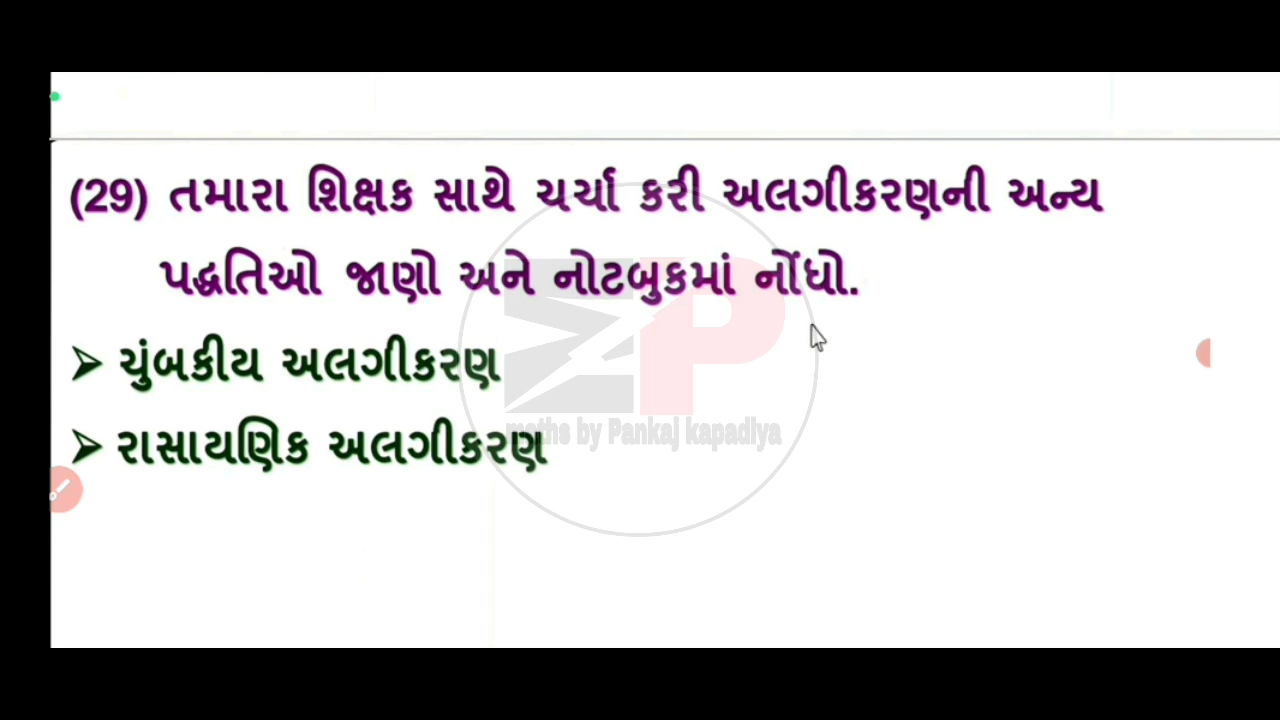 (29) તમારા શિક્ષક સાથે ચર્ચા કરી અલગીકરણની અન્ય
પદ્ધતિઓ જાણો અને નોટબુકમાં નોંધો.
➢ ચુંબકીય અલગીકરણ
➢ રાસાયણિક અલગીકરણ
maths by Pankaj kapadiya